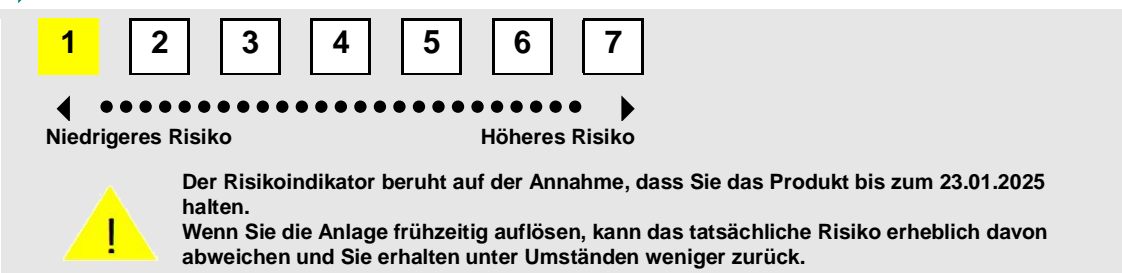 1 2 3 4 5 6 7
Niedrigeres Risiko Höheres Risiko
Der Risikoindikator beruht auf der Annahme, dass Sie das Produkt bis zum 23.01.2025
halten.
Wenn Sie die Anlage frühzeitig auflösen, kann das tatsächliche Risiko erheblich davon
abweichen und Sie erhalten unter Umständen weniger zurück.
!